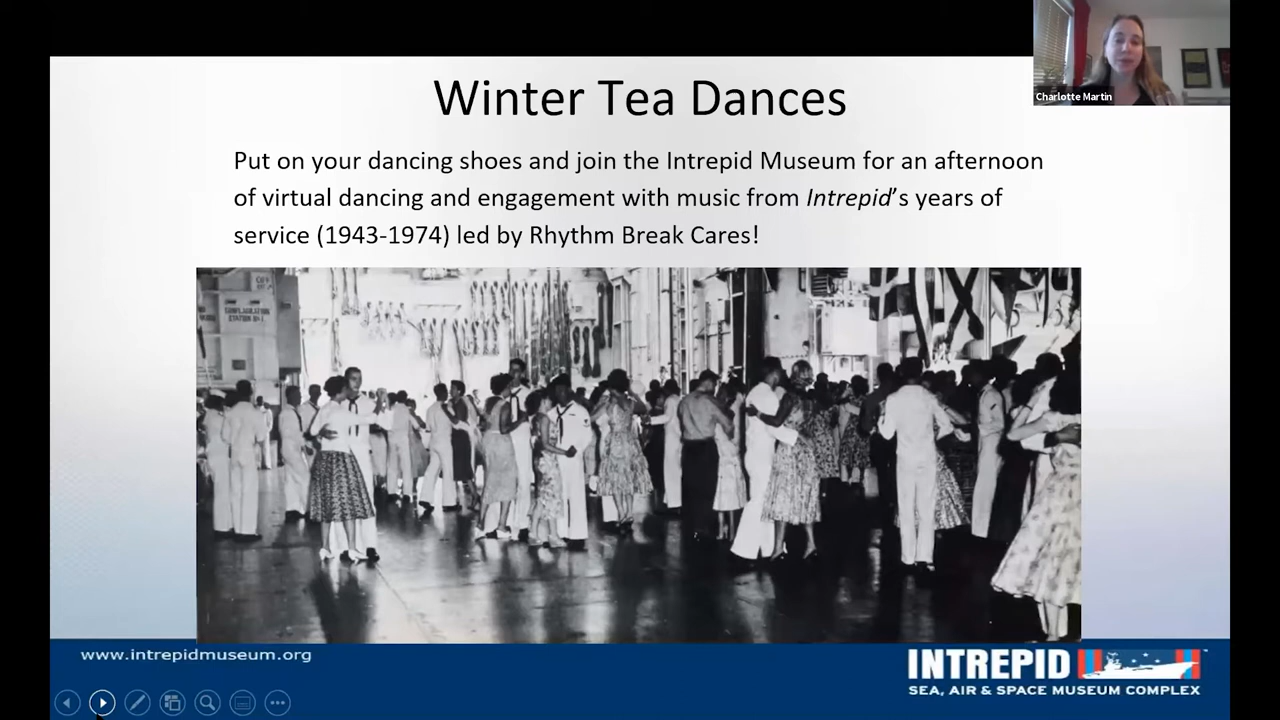 Winter Tea Dances
Charlotte Martin
Put on your dancing shoes and join the Intrepid Museum for an afternoon
of virtual dancing and engagement with music from Intrepid's years of
service (1943-1974) led by Rhythm Break Cares!
www.intrepidmuseum.org
INTREPID
SEA, AIR & SPACE MUSEUM COMPLEX